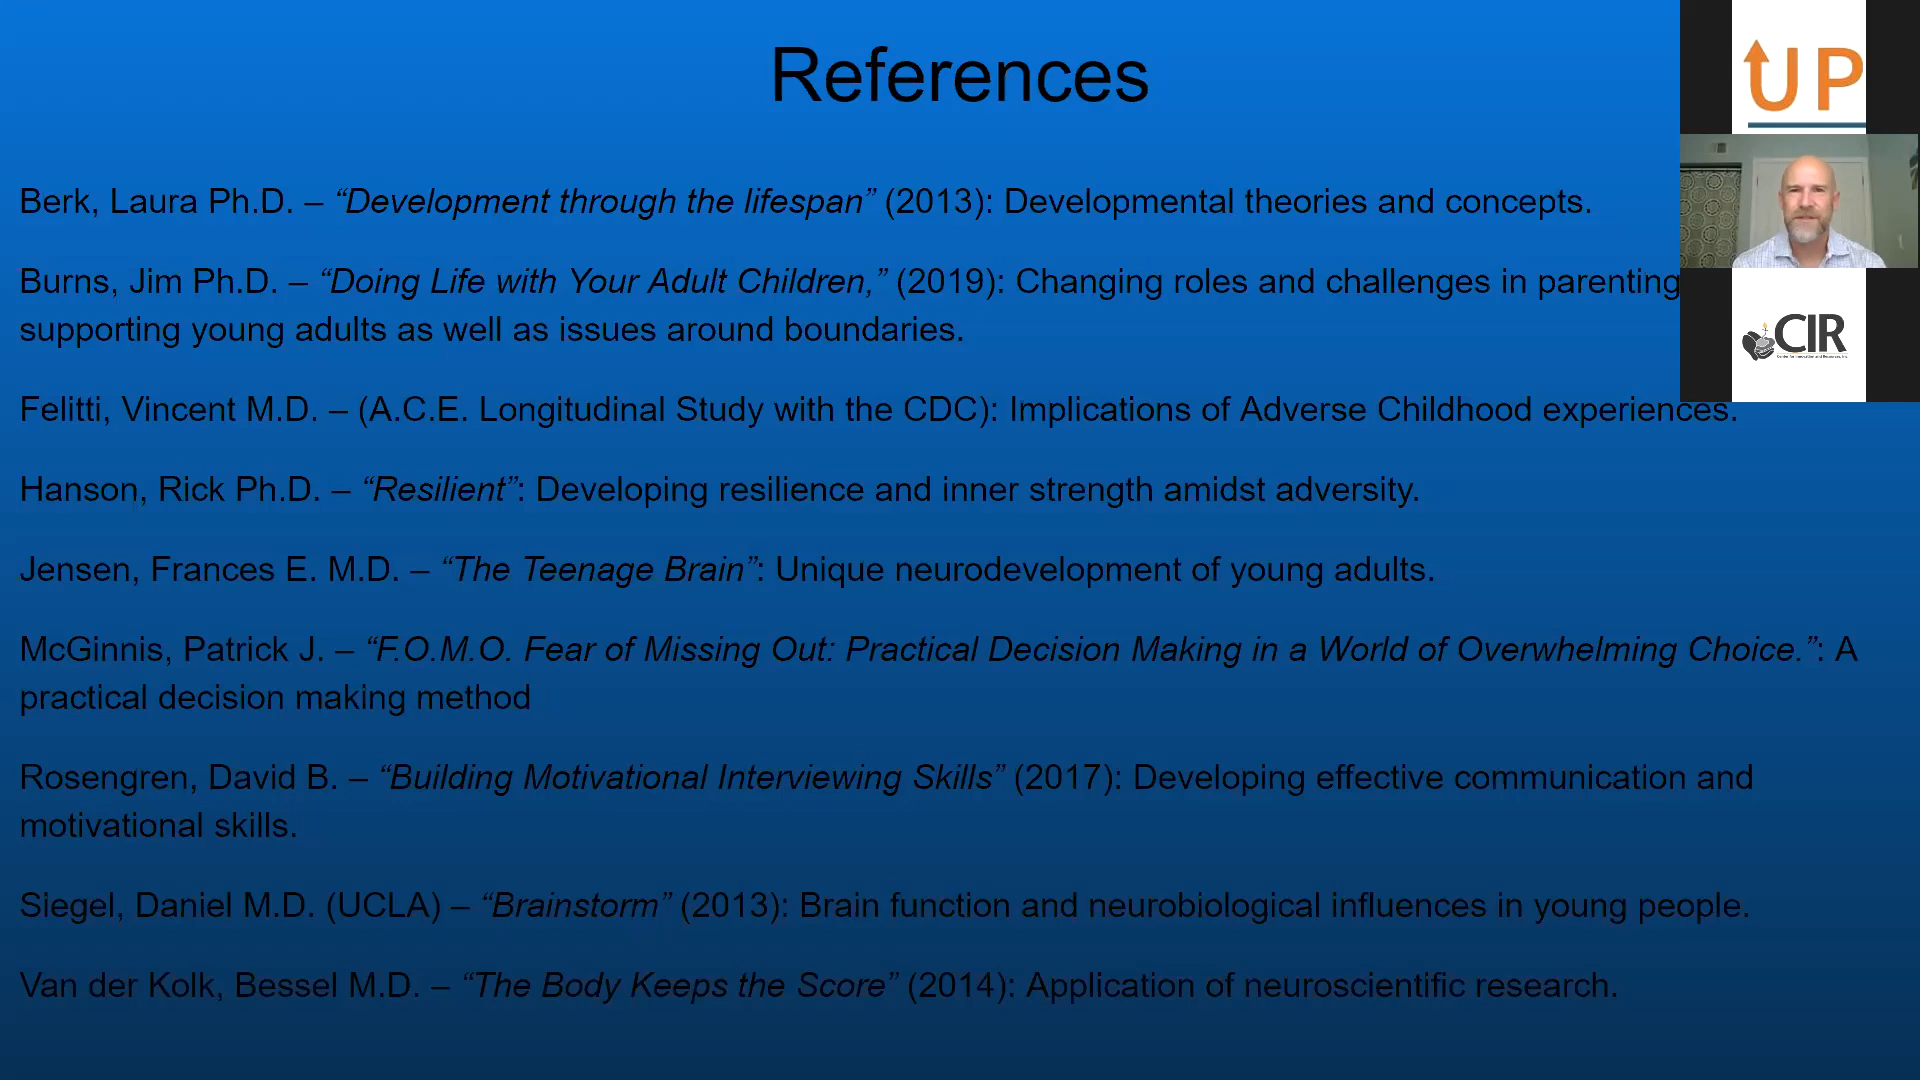 References
UP
Berk, Laura Ph.D. – “Development through the lifespan” (2013): Developmental theories and concepts.
Burns, Jim Ph.D. – “Doing Life with Your Adult Children,” (2019): Changing roles and challenges in parenting
supporting young adults as well as issues around boundaries.
CIR
Center for Innovation and Resources, Inc.
Felitti, Vincent M.D. – (A.C.E. Longitudinal Study with the CDC): Implications of Adverse Childhood experiences.
Hanson, Rick Ph.D. – “Resilient”: Developing resilience and inner strength amidst adversity.
Jensen, Frances E. M.D. – “The Teenage Brain”: Unique neurodevelopment of young adults.
McGinnis, Patrick J. – “F.O.M.O. Fear of Missing Out: Practical Decision Making in a World of Overwhelming Choice.”: A
practical decision making method
Rosengren, David B. – “Building Motivational Interviewing Skills” (2017): Developing effective communication and
motivational skills.
Siegel, Daniel M.D. (UCLA) – “Brainstorm” (2013): Brain function and neurobiological influences in young people.
Van der Kolk, Bessel M.D. – “The Body Keeps the Score” (2014): Application of neuroscientific research.